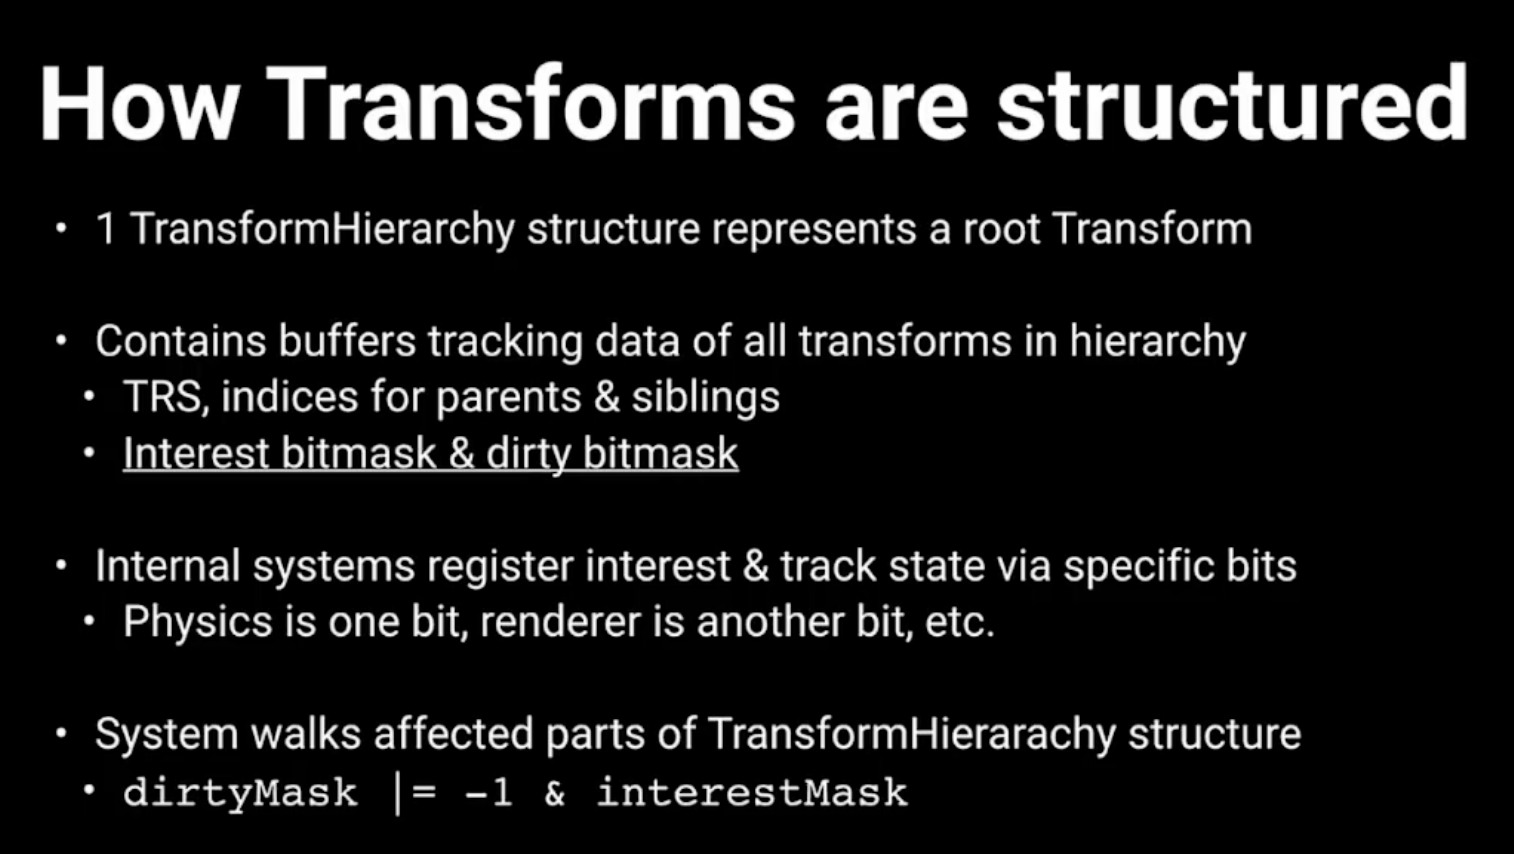 How Transforms are structured
• 1 TransformHierarchy structure represents a root Transform
• Contains buffers tracking data of all transforms in hierarchy
• TRS, indices for parents & siblings
• Interest bitmask & dirty bitmask
• Internal systems register interest & track state via specific bits
• Physics is one bit, renderer is another bit, etc.
• System walks affected parts of TransformHierarachy structure
• dirtyMask |= -1 & interestMask